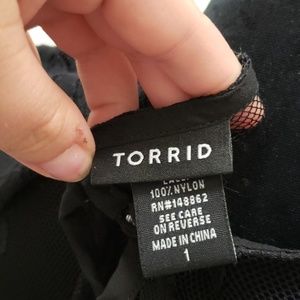 TORRID
100% NYLON
RN#148862
SEE CARE
ON REVERSE
MADE IN CHINA
1